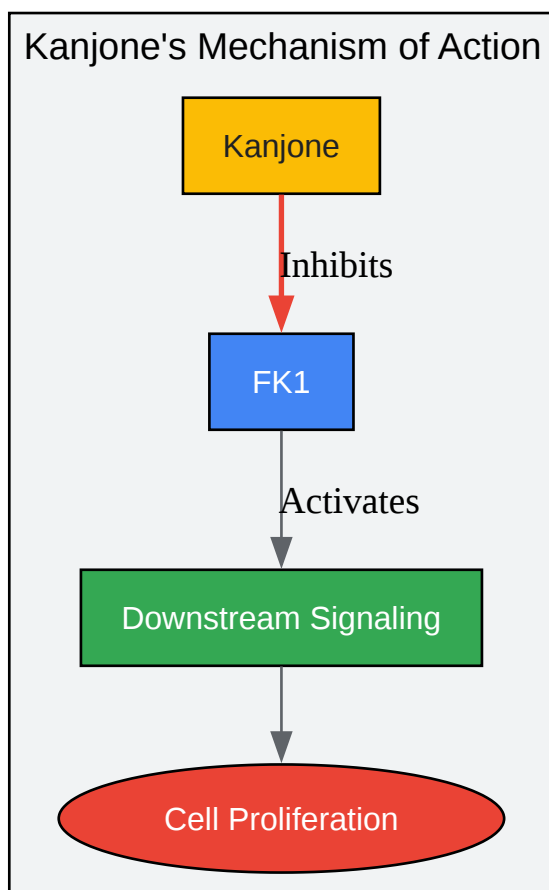 Kanjone's Mechanism of Action
Kanjone
Inhibits
FK1
Activates
Downstream Signaling
Cell Proliferation